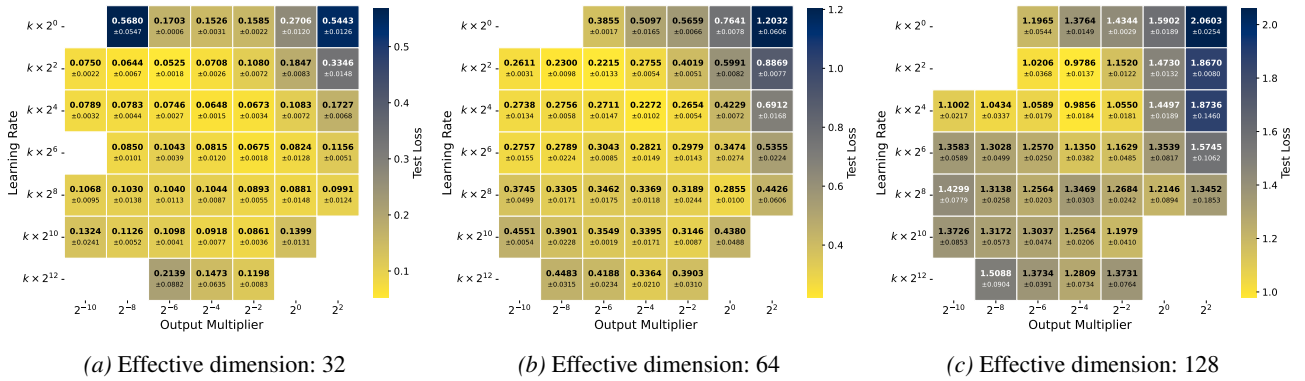 k × 2^0 0.5680 0.1703 0.1526 0.1585 0.2706 0.5443
±0.0547 ±0.0006 ±0.0031 ±0.0022 ±0.0120 ±0.0126
k × 2^2 0.0750 0.0644 0.0525 0.0708 0.1080 0.1847 0.3346
±0.0022 ±0.0067 ±0.0018 ±0.0026 ±0.0072 ±0.0083 ±0.0148
k × 2^4 0.0789 0.0783 0.0746 0.0648 0.0673 0.1083 0.1727
±0.0032 ±0.0044 ±0.0027 ±0.0015 ±0.0034 ±0.0072 ±0.0068
k × 2^6 0.0850 0.1043 0.0815 0.0675 0.0824 0.1156
±0.0101 ±0.0039 ±0.0120 ±0.0018 ±0.0128 ±0.0051
k × 2^8 0.1068 0.1030 0.1040 0.1044 0.0893 0.0881 0.0991
±0.0095 ±0.0138 ±0.0113 ±0.0087 ±0.0055 ±0.0148 ±0.0124
k × 2^10 0.1324 0.1126 0.1098 0.0918 0.0861 0.1399
±0.0241 ±0.0052 ±0.0041 ±0.0077 ±0.0036 ±0.0131
k × 2^12 0.2139 0.1473 0.1198
±0.0882 ±0.0635 ±0.0083
2^−10 2^−8 2^−6 2^−4 2^−2 2^0 2^2
Output Multiplier
Learning Rate
0.5
0.4
0.3
0.2
0.1
Test Loss
(a) Effective dimension: 32
k × 2^0 0.3855 0.5097 0.5659 0.7641 1.2032
±0.0017 ±0.0165 ±0.0066 ±0.0078 ±0.0606
k × 2^2 0.2611 0.2300 0.2215 0.2755 0.4019 0.5991 0.8869
±0.0031 ±0.0098 ±0.0133 ±0.0054 ±0.0051 ±0.0082 ±0.0077
k × 2^4 0.2738 0.2756 0.2711 0.2272 0.2654 0.4229 0.6912
±0.0134 ±0.0058 ±0.0147 ±0.0102 ±0.0054 ±0.0072 ±0.0168
k × 2^6 0.2757 0.2789 0.3043 0.2821 0.2979 0.3474 0.5355
±0.0155 ±0.0224 ±0.0085 ±0.0149 ±0.0143 ±0.0274 ±0.0224
k × 2^8 0.3745 0.3305 0.3462 0.3369 0.3189 0.2855 0.4426
±0.0499 ±0.0171 ±0.0175 ±0.0118 ±0.0244 ±0.0100 ±0.0606
k × 2^10 0.4551 0.3901 0.3549 0.3395 0.3146 0.4380
±0.0054 ±0.0228 ±0.0019 ±0.0171 ±0.0087 ±0.0488
k × 2^12 0.4483 0.4188 0.3364 0.3903
±0.0315 ±0.0234 ±0.0210 ±0.0310
2^−10 2^−8 2^−6 2^−4 2^−2 2^0 2^2
Output Multiplier
Learning Rate
1.2
1.0
0.8
0.6
0.4
Test Loss
(b) Effective dimension: 64
k × 2^0 1.1965 1.3764 1.4344 1.5902 2.0603
±0.0544 ±0.0149 ±0.0029 ±0.0189 ±0.0254
k × 2^2 1.0206 0.9786 1.1520 1.4730 1.8670
±0.0368 ±0.0137 ±0.0122 ±0.0132 ±0.0080
k × 2^4 1.1002 1.0434 1.0589 0.9856 1.0550 1.4497 1.8736
±0.0217 ±0.0337 ±0.0179 ±0.0184 ±0.0181 ±0.0189 ±0.1460
k × 2^6 1.3583 1.3028 1.2570 1.1350 1.1629 1.3539 1.5745
±0.0589 ±0.0499 ±0.0250 ±0.0382 ±0.0485 ±0.0817 ±0.1062
k × 2^8 1.4299 1.3138 1.2564 1.3469 1.2684 1.2146 1.3452
±0.0779 ±0.0258 ±0.0203 ±0.0303 ±0.0242 ±0.0894 ±0.1853
k × 2^10 1.3726 1.3172 1.3037 1.2564 1.1979
±0.0853 ±0.0573 ±0.0474 ±0.0206 ±0.0410
k × 2^12 1.5088 1.3734 1.2809 1.3731
±0.0904 ±0.0391 ±0.0734 ±0.0764
2^−10 2^−8 2^−6 2^−4 2^−2 2^0 2^2
Output Multiplier
Learning Rate
2.0
1.8
1.6
1.4
1.2
1.0
Test Loss
(c) Effective dimension: 128